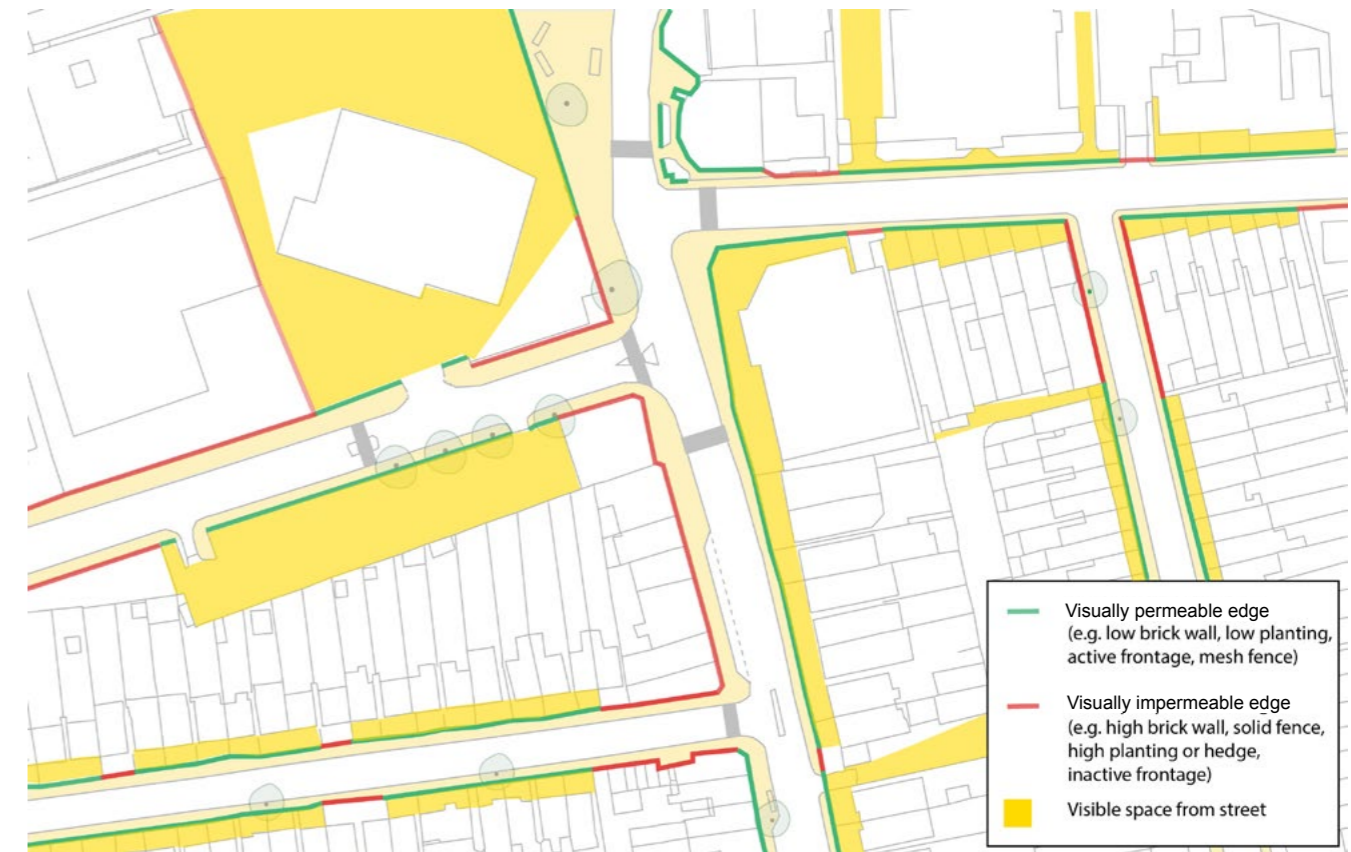 Visually permeable edge
(e.g. low brick wall, low planting,
active frontage, mesh fence)
Visually impermeable edge
(e.g. high brick wall, solid fence,
high planting or hedge,
inactive frontage)
Visible space from street